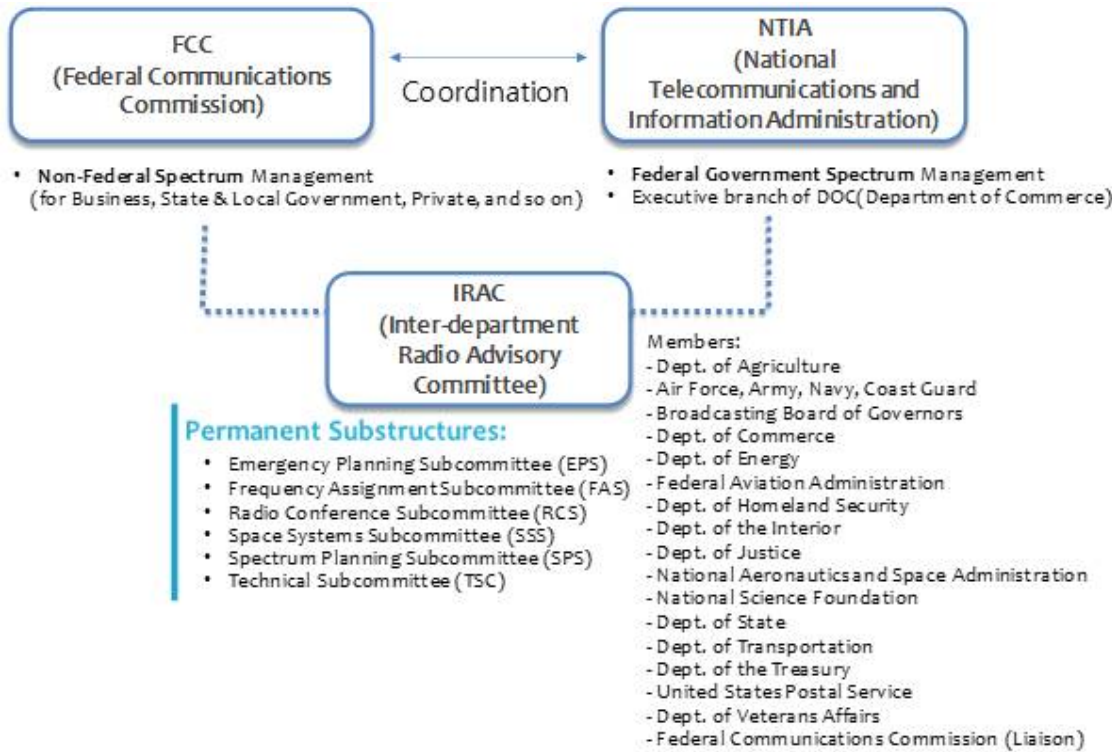 FCC
(Federal Communications
Commission)
Coordination
NTIA
(National
Telecommunications and
Information Administration)
• Non-Federal Spectrum Management
(for Business, State & Local Government, Private, and so on)
• Federal Government Spectrum Management
• Executive branch of DOC(Department of Commerce)
IRAC
(Inter-department
Radio Advisory
Committee)
Permanent Substructures:
• Emergency Planning Subcommittee (EPS)
• Frequency Assignment Subcommittee (FAS)
• Radio Conference Subcommittee (RCS)
• Space Systems Subcommittee (SSS)
• Spectrum Planning Subcommittee (SPS)
• Technical Subcommittee (TSC)
Members:
- Dept. of Agriculture
- Air Force, Army, Navy, Coast Guard
- Broadcasting Board of Governors
- Dept. of Commerce
- Dept. of Energy
- Federal Aviation Administration
- Dept. of Homeland Security
- Dept. of the Interior
- Dept. of Justice
- National Aeronautics and Space Administration
- National Science Foundation
- Dept. of State
- Dept. of Transportation
- Dept. of the Treasury
- United States Postal Service
- Dept. of Veterans Affairs
- Federal Communications Commission (Liaison)